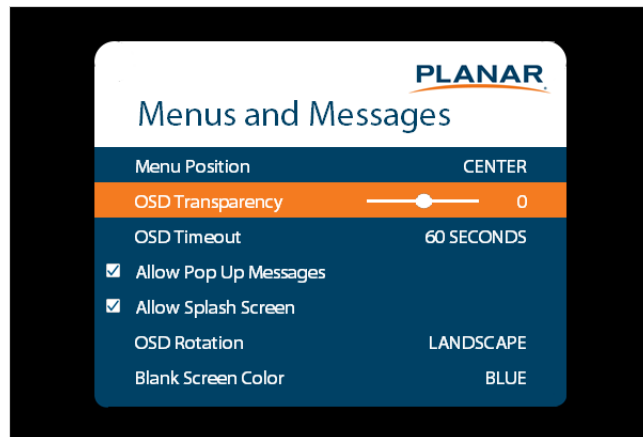 PLANAR
Menus and Messages
Menu Position CENTER
OSD Transparency 0
OSD Timeout 60 SECONDS
Allow Pop Up Messages
Allow Splash Screen
OSD Rotation LANDSCAPE
Blank Screen Color BLUE